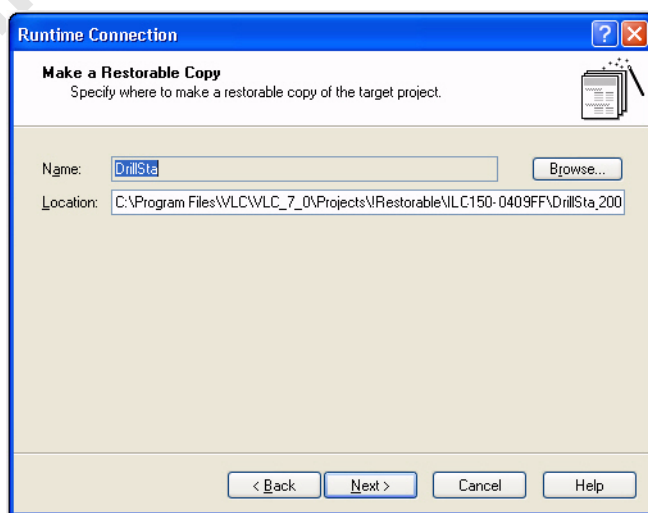 Runtime Connection
Make a Restorable Copy
Specify where to make a restorable copy of the target project.
Name: DrillSta Browse...
Location: C:\Program Files\VLC\VLC_7_0\Projects\!Restorable\ILC150-0409FF\DrillSta_200
< Back Next > Cancel Help